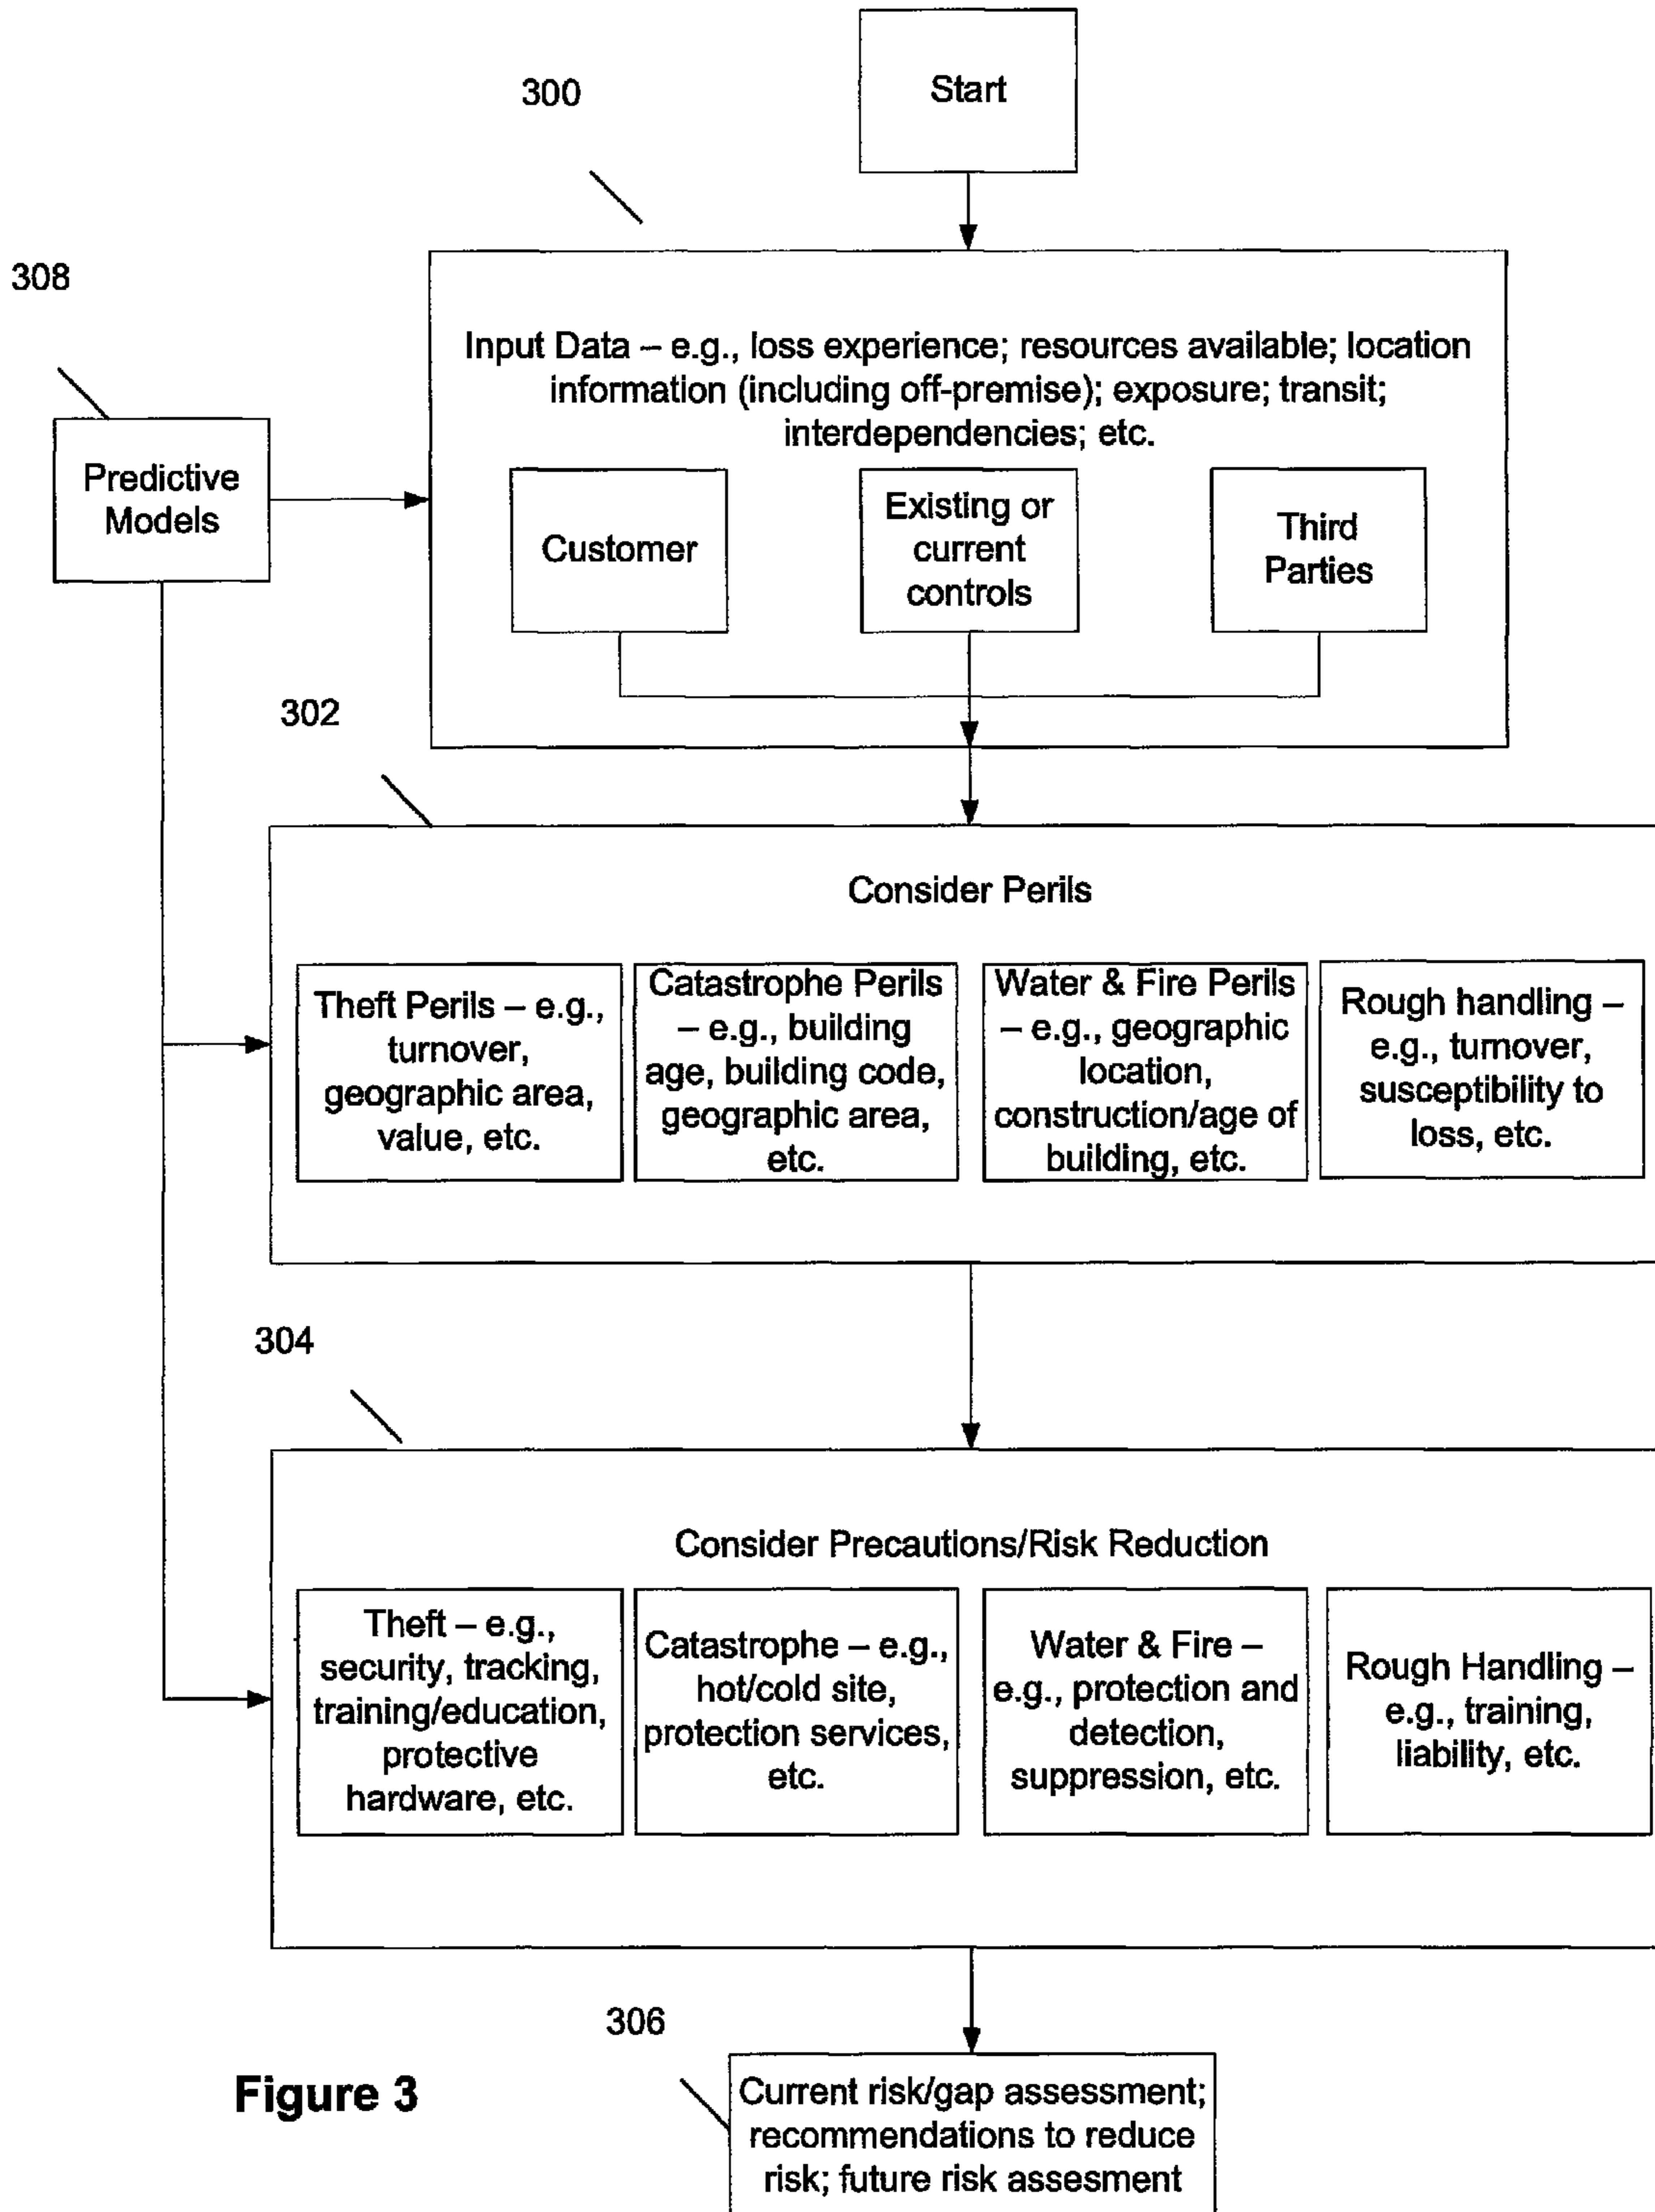 Start
300
308
Input Data – e.g., loss experience; resources available; location
information (including off-premise); exposure; transit;
interdependencies; etc.
Predictive
Models
Customer
Existing or
current
controls
Third
Parties
302
Consider Perils
Theft Perils – e.g.,
turnover,
geographic area,
value, etc.
Catastrophe Perils
– e.g., building
age, building code,
geographic area,
etc.
Water & Fire Perils
– e.g., geographic
location,
construction/age of
building, etc.
Rough handling –
e.g., turnover,
susceptibility to
loss, etc.
304
Consider Precautions/Risk Reduction
Theft – e.g.,
security, tracking,
training/education,
protective
hardware, etc.
Catastrophe – e.g.,
hot/cold site,
protection services,
etc.
Water & Fire –
e.g., protection and
detection,
suppression, etc.
Rough Handling –
e.g., training,
liability, etc.
306
Current risk/gap assessment;
recommendations to reduce
risk; future risk assesment
Figure 3